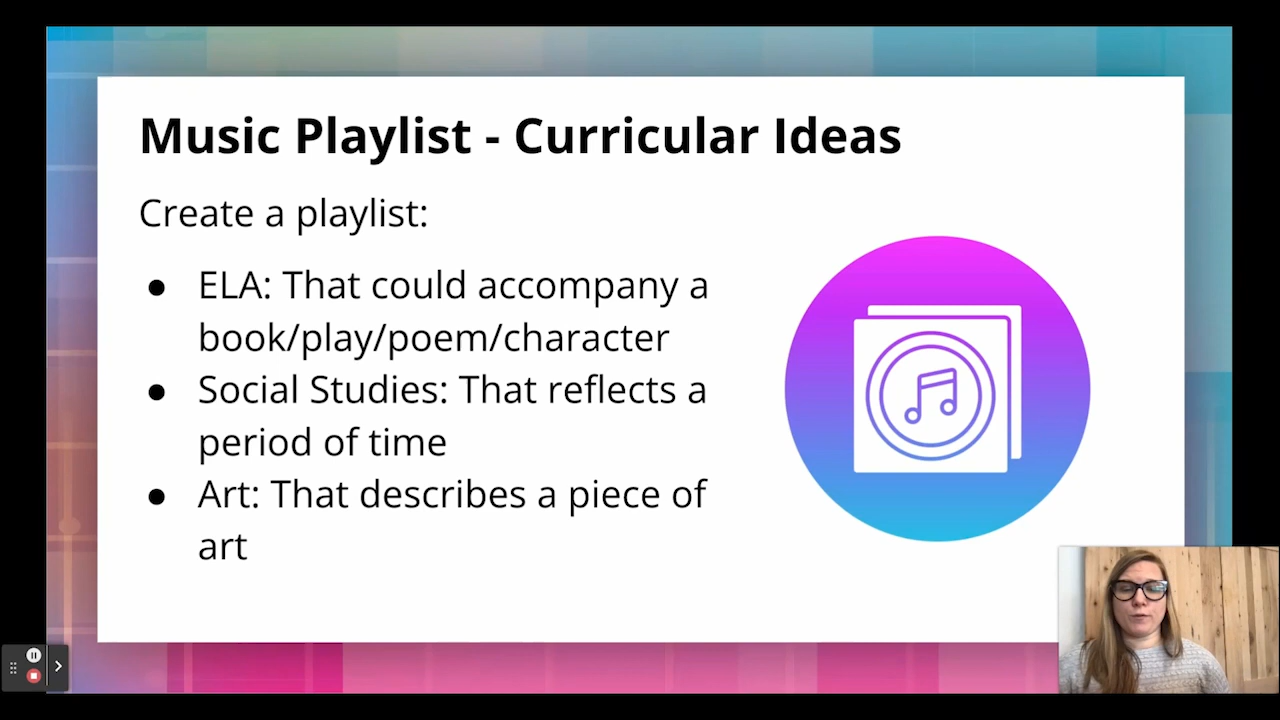 Music Playlist - Curricular Ideas
Create a playlist:
● ELA: That could accompany a
book/play/poem/character
● Social Studies: That reflects a
period of time
● Art: That describes a piece of
art